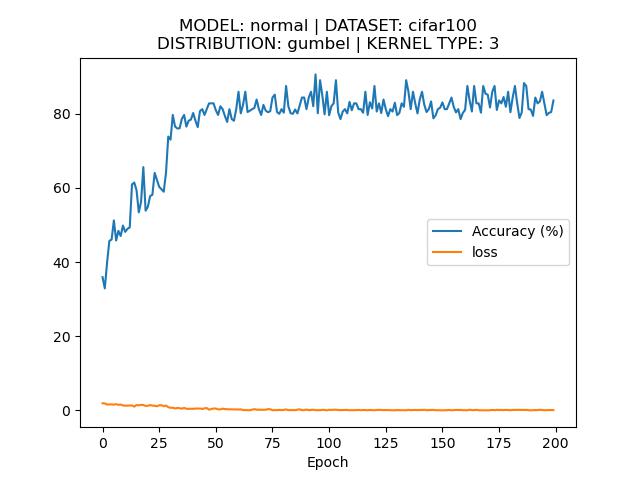 MODEL: normal | DATASET: cifar100
DISTRIBUTION: gumbel | KERNEL TYPE: 3
80
60
40
20
0
Accuracy (%)
loss
0 25 50 75 100 125 150 175 200
Epoch